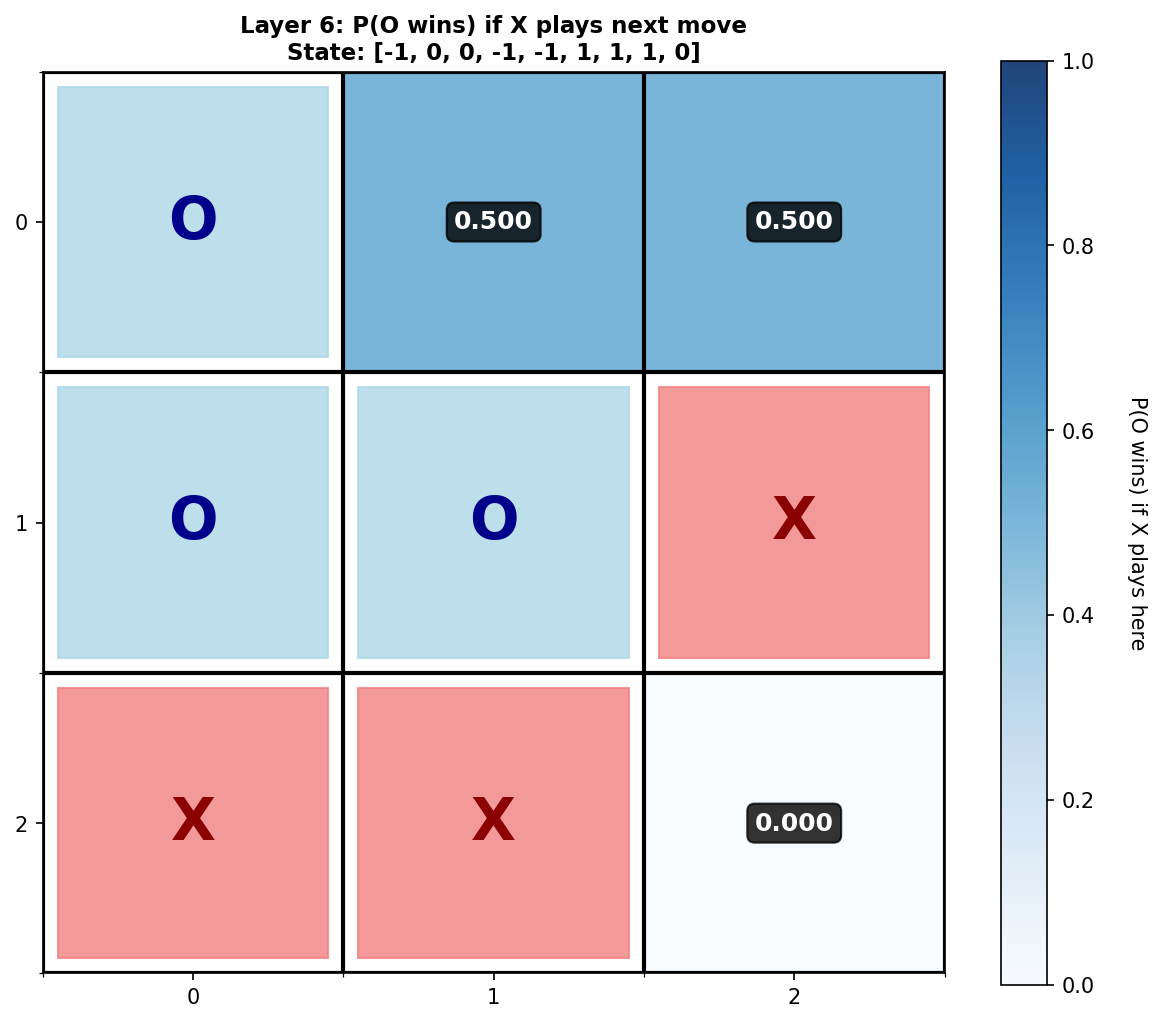 Layer 6: P(O wins) if X plays next move
State: [-1, 0, 0, -1, -1, 1, 1, 1, 0]
O
0.500
0.500
O
O
X
X
X
0.000
0
1
2
0
1
2
1.0
0.8
0.6
0.4
0.2
0.0
P(O wins) if X plays here